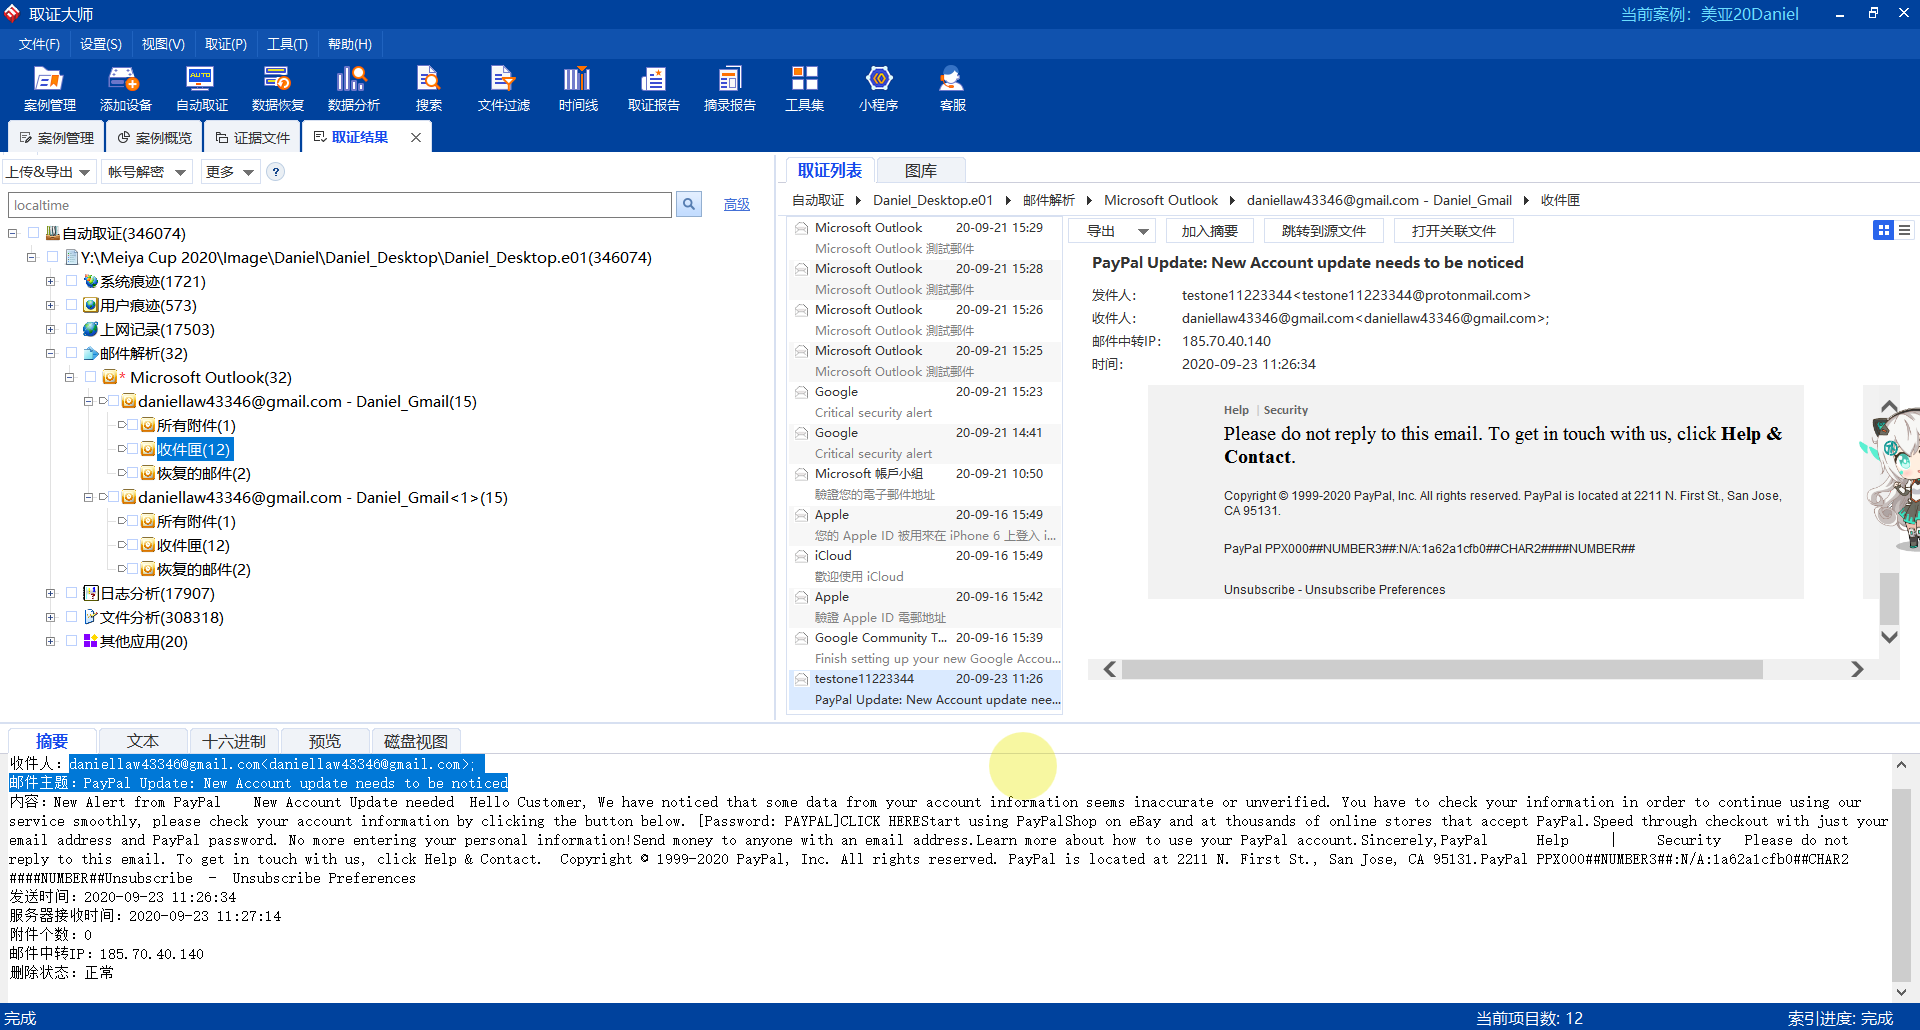 取证大师
当前案例：美亚20Daniel
文件(F) 设置(S) 视图(V) 取证(P) 工具(T) 帮助(H)
AUTO
案例管理 添加设备 自动取证 数据恢复 数据分析 搜索 文件过滤 时间线 取证报告 摘录报告 工具集 小程序 客服
案例管理 案例概览 证据文件 取证结果
上传&导出 帐号解密 更多 ?
localtime
高级
自动取证(346074)
Y:\Meiya Cup 2020\Image\Daniel\Daniel_Desktop\Daniel_Desktop.e01(346074)
系统痕迹(1721)
用户痕迹(573)
上网记录(17503)
邮件解析(32)
* Microsoft Outlook(32)
daniellaw43346@gmail.com - Daniel_Gmail(15)
所有附件(1)
收件匣(12)
恢复的邮件(2)
daniellaw43346@gmail.com - Daniel_Gmail<1>(15)
所有附件(1)
收件匣(12)
恢复的邮件(2)
日志分析(17907)
文件分析(308318)
其他应用(20)
取证列表 图库
自动取证 Daniel_Desktop.e01 邮件解析 Microsoft Outlook daniellaw43346@gmail.com - Daniel_Gmail 收件匣
Microsoft Outlook 20-09-21 15:29
Microsoft Outlook 測試郵件
Microsoft Outlook 20-09-21 15:28
Microsoft Outlook 測試郵件
Microsoft Outlook 20-09-21 15:26
Microsoft Outlook 測試郵件
Microsoft Outlook 20-09-21 15:25
Microsoft Outlook 測試郵件
Google 20-09-21 15:23
Critical security alert
Google 20-09-21 14:41
Critical security alert
Microsoft 帳戶小組 20-09-21 10:50
驗證您的電子郵件地址
Apple 20-09-16 15:49
您的 Apple ID 被用來在 iPhone 6 上登入 i...
iCloud 20-09-16 15:49
歡迎使用 iCloud
Apple 20-09-16 15:42
驗證 Apple ID 電郵地址
Google Community T... 20-09-16 15:39
Finish setting up your new Google Accou...
testone11223344 20-09-23 11:26
PayPal Update: New Account update nee...
导出 加入摘要 跳转到源文件 打开关联文件
PayPal Update: New Account update needs to be noticed
发件人： testone11223344<testone11223344@protonmail.com>
收件人： daniellaw43346@gmail.com<daniellaw43346@gmail.com>;
邮件中转IP： 185.70.40.140
时间： 2020-09-23 11:26:34
Help | Security
Please do not reply to this email. To get in touch with us, click Help &
Contact.
Copyright © 1999-2020 PayPal, Inc. All rights reserved. PayPal is located at 2211 N. First St., San Jose,
CA 95131.
PayPal PPX000##NUMBER3##:N/A:1a62a1cfb0##CHAR2####NUMBER##
Unsubscribe - Unsubscribe Preferences
摘要 文本 十六进制 预览 磁盘视图
收件人：daniellaw43346@gmail.com<daniellaw43346@gmail.com>;
邮件主题：PayPal Update: New Account update needs to be noticed
内容：New Alert from PayPal New Account Update needed Hello Customer, We have noticed that some data from your account information seems inaccurate or unverified. You have to check your information in order to continue using our
service smoothly, please check your account information by clicking the button below. [Password: PAYPAL]CLICK HEREStart using PayPalShop on eBay and at thousands of online stores that accept PayPal.Speed through checkout with just your
email address and PayPal password. No more entering your personal information!Send money to anyone with an email address.Learn more about how to use your PayPal account.Sincerely,PayPal Help | Security Please do not
reply to this email. To get in touch with us, click Help & Contact. Copyright © 1999-2020 PayPal, Inc. All rights reserved. PayPal is located at 2211 N. First St., San Jose, CA 95131.PayPal PPX000##NUMBER3##:N/A:1a62a1cfb0##CHAR2
####NUMBER##Unsubscribe - Unsubscribe Preferences
发送时间：2020-09-23 11:26:34
服务器接收时间：2020-09-23 11:27:14
附件个数：0
邮件中转IP：185.70.40.140
删除状态：正常
完成
当前项目数: 12
索引进度: 完成